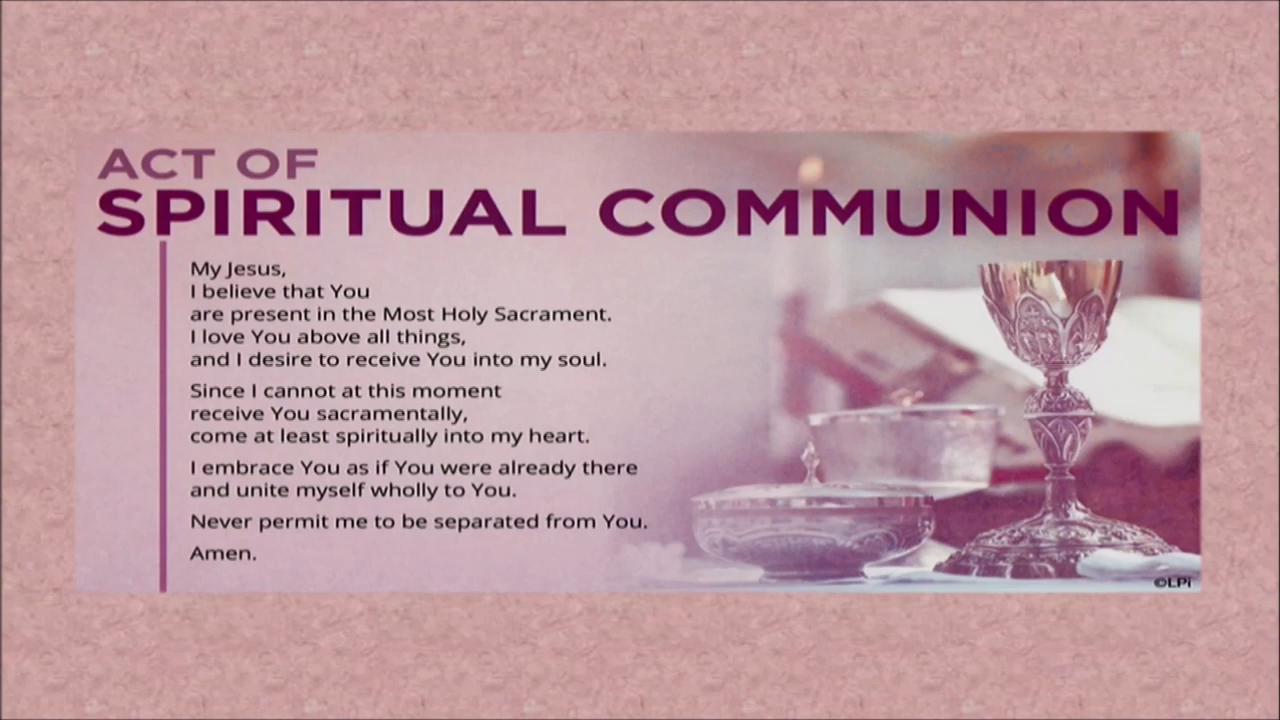 ACT OF
SPIRITUAL COMMUNION
My Jesus,
I believe that You
are present in the Most Holy Sacrament.
I love You above all things,
and I desire to receive You into my soul.
Since I cannot at this moment
receive You sacramentally,
come at least spiritually into my heart.
I embrace You as if You were already there
and unite myself wholly to You.
Never permit me to be separated from You.
Amen.
©LPi